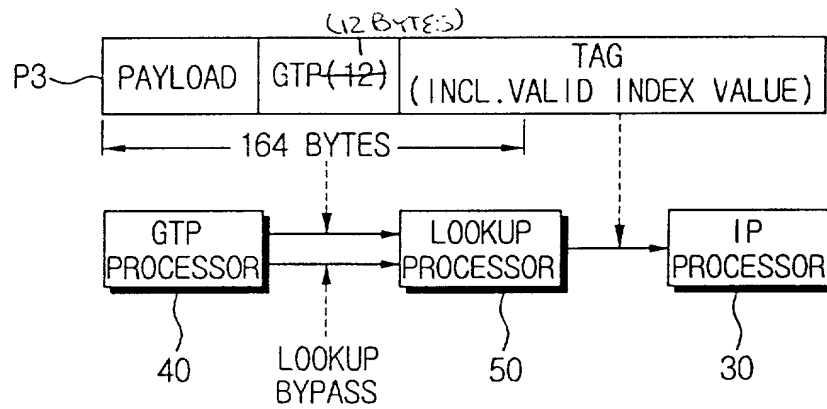 (12 BYTES)
P3 PAYLOAD GTP(12) TAG
(INCL.VALID INDEX VALUE)
164 BYTES
GTP
PROCESSOR
LOOKUP
PROCESSOR
IP
PROCESSOR
40
LOOKUP
BYPASS
50
30